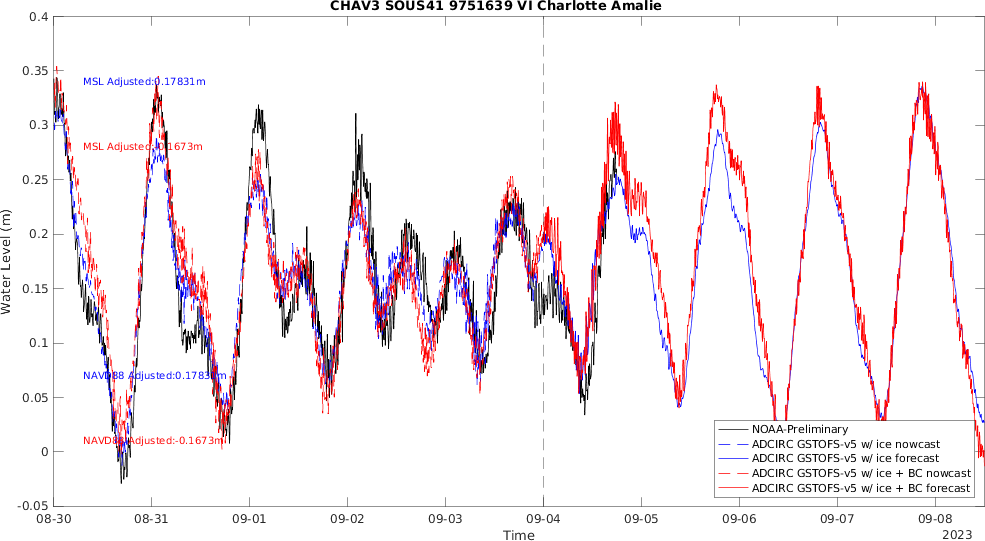 CHAV3 SOUS41 9751639 VI Charlotte Amalie
0.4
0.35
0.3
0.25
0.2
0.15
0.1
0.05
0
-0.05
Water Level (m)
MSL Adjusted:0.17831m
MSL Adjusted:-0.1673m
NAVD88 Adjusted:0.17831m
NAVD88 Adjusted:-0.1673m
NOAA-Preliminary
ADCIRC GSTOFS-v5 w/ ice nowcast
ADCIRC GSTOFS-v5 w/ ice forecast
ADCIRC GSTOFS-v5 w/ ice + BC nowcast
ADCIRC GSTOFS-v5 w/ ice + BC forecast
08-30 08-31 09-01 09-02 09-03 09-04 09-05 09-06 09-07 09-08
Time
2023